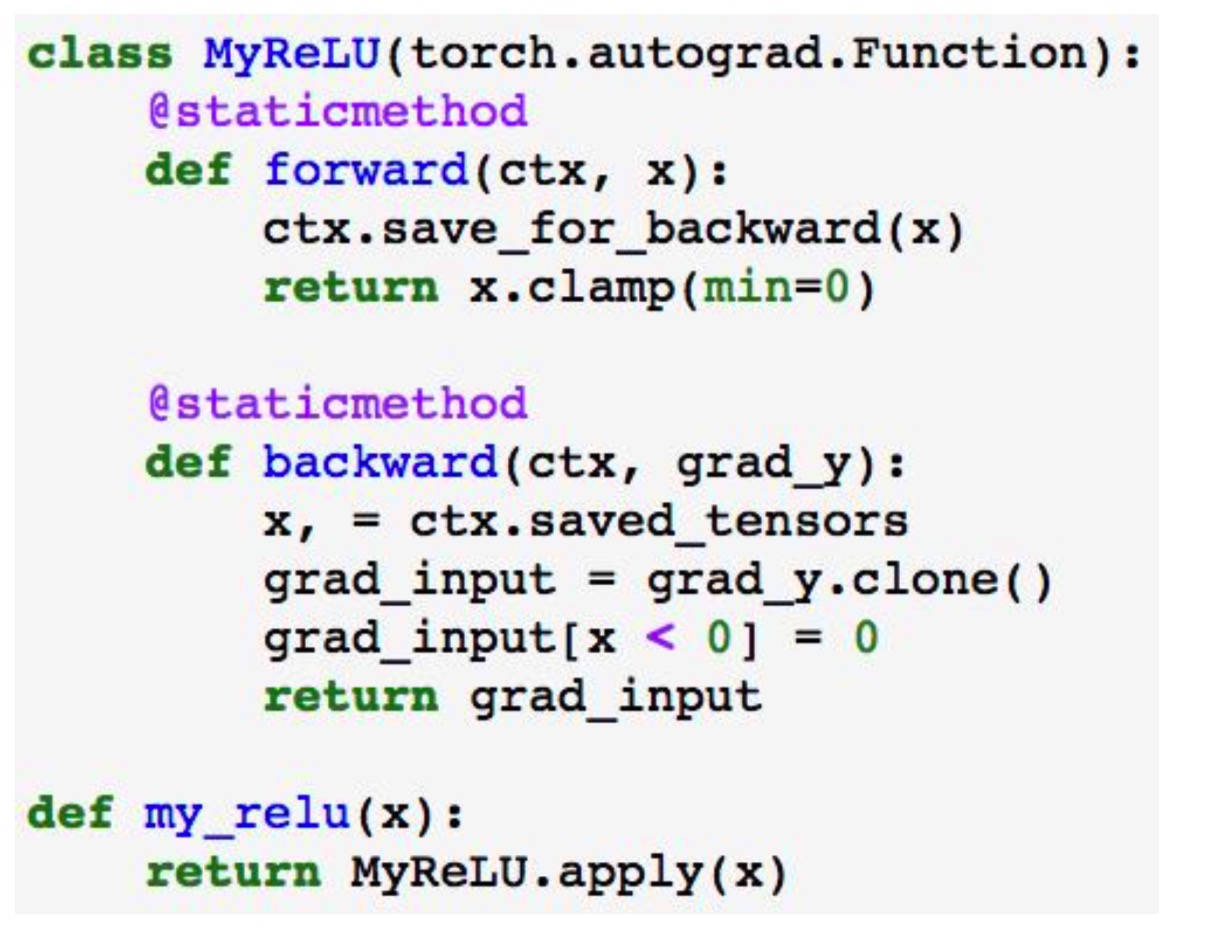 class MyReLU(torch.autograd.Function):
    @staticmethod
    def forward(ctx, x):
        ctx.save_for_backward(x)
        return x.clamp(min=0)

    @staticmethod
    def backward(ctx, grad_y):
        x, = ctx.saved_tensors
        grad_input = grad_y.clone()
        grad_input[x < 0] = 0
        return grad_input

def my_relu(x):
    return MyReLU.apply(x)